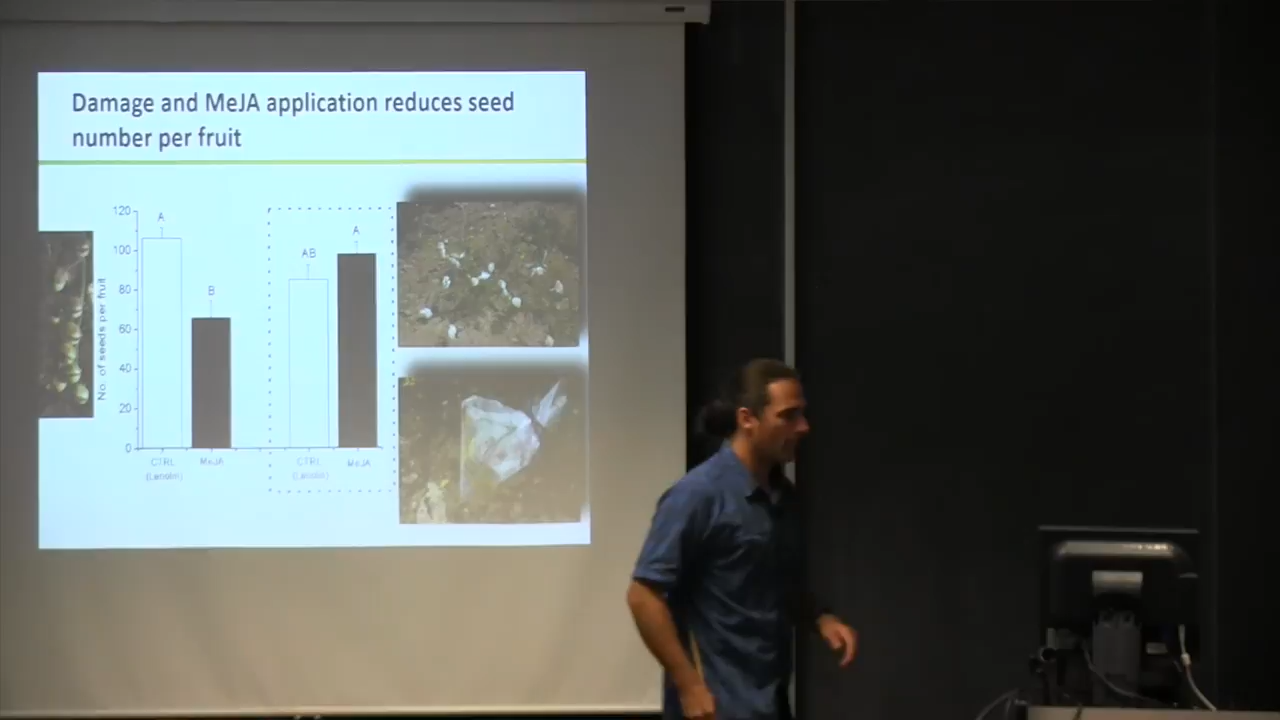 Damage and MeJA application reduces seed
number per fruit
No. of seeds per fruit
120
100
80
60
40
20
0
A
B
AB
A
CTRL
(Lanolin)
MeJA
CTRL
(Lanolin)
MeJA